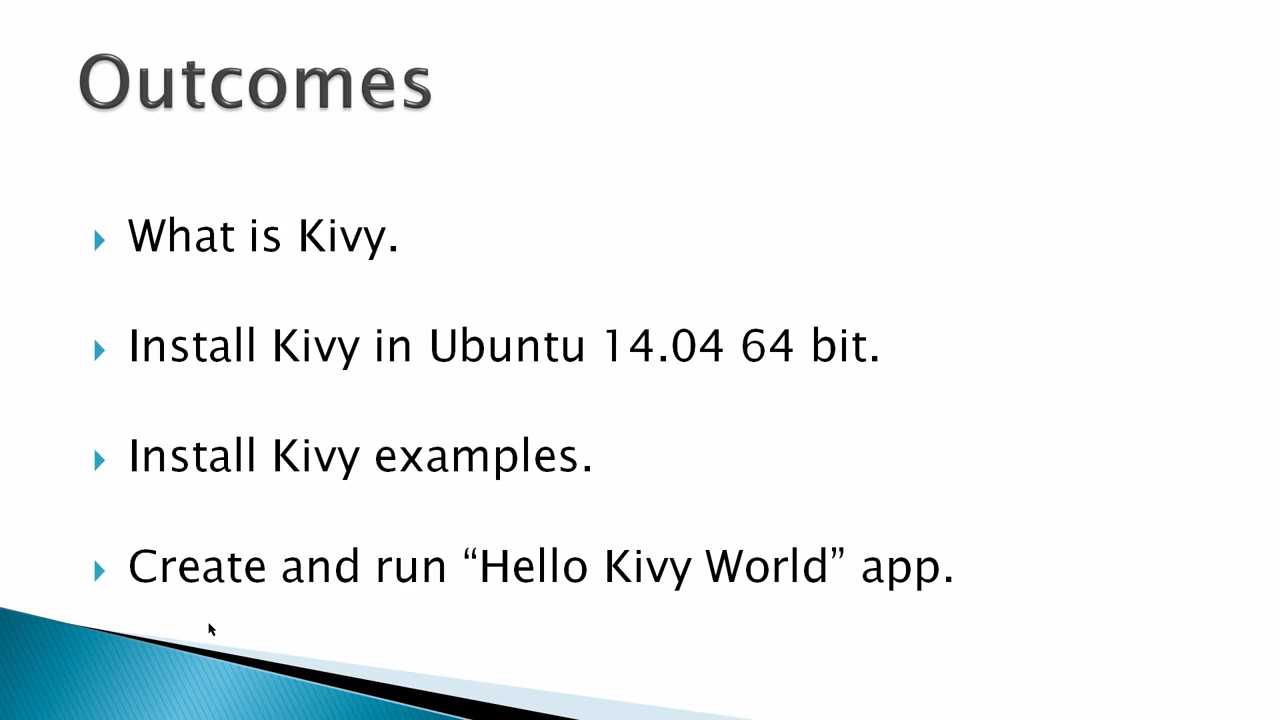 Outcomes
What is Kivy.
Install Kivy in Ubuntu 14.04 64 bit.
Install Kivy examples.
Create and run “Hello Kivy World” app.